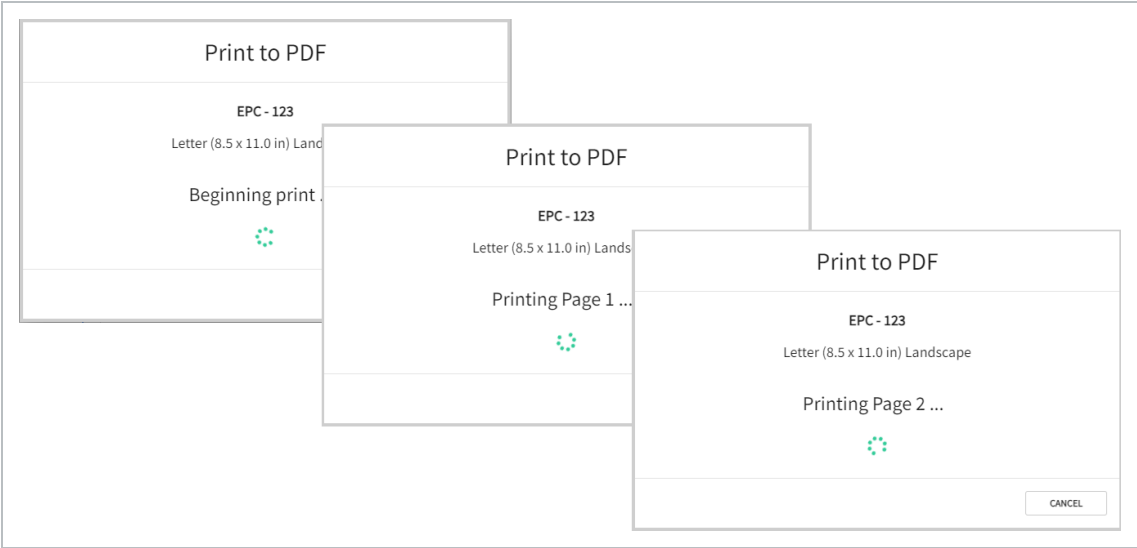 Print to PDF
EPC - 123
Letter (8.5 x 11.0 in) Land
Beginning print .
Print to PDF
EPC - 123
Letter (8.5 x 11.0 in) Lands
Printing Page 1 ...
Print to PDF
EPC - 123
Letter (8.5 x 11.0 in) Landscape
Printing Page 2 ...
CANCEL